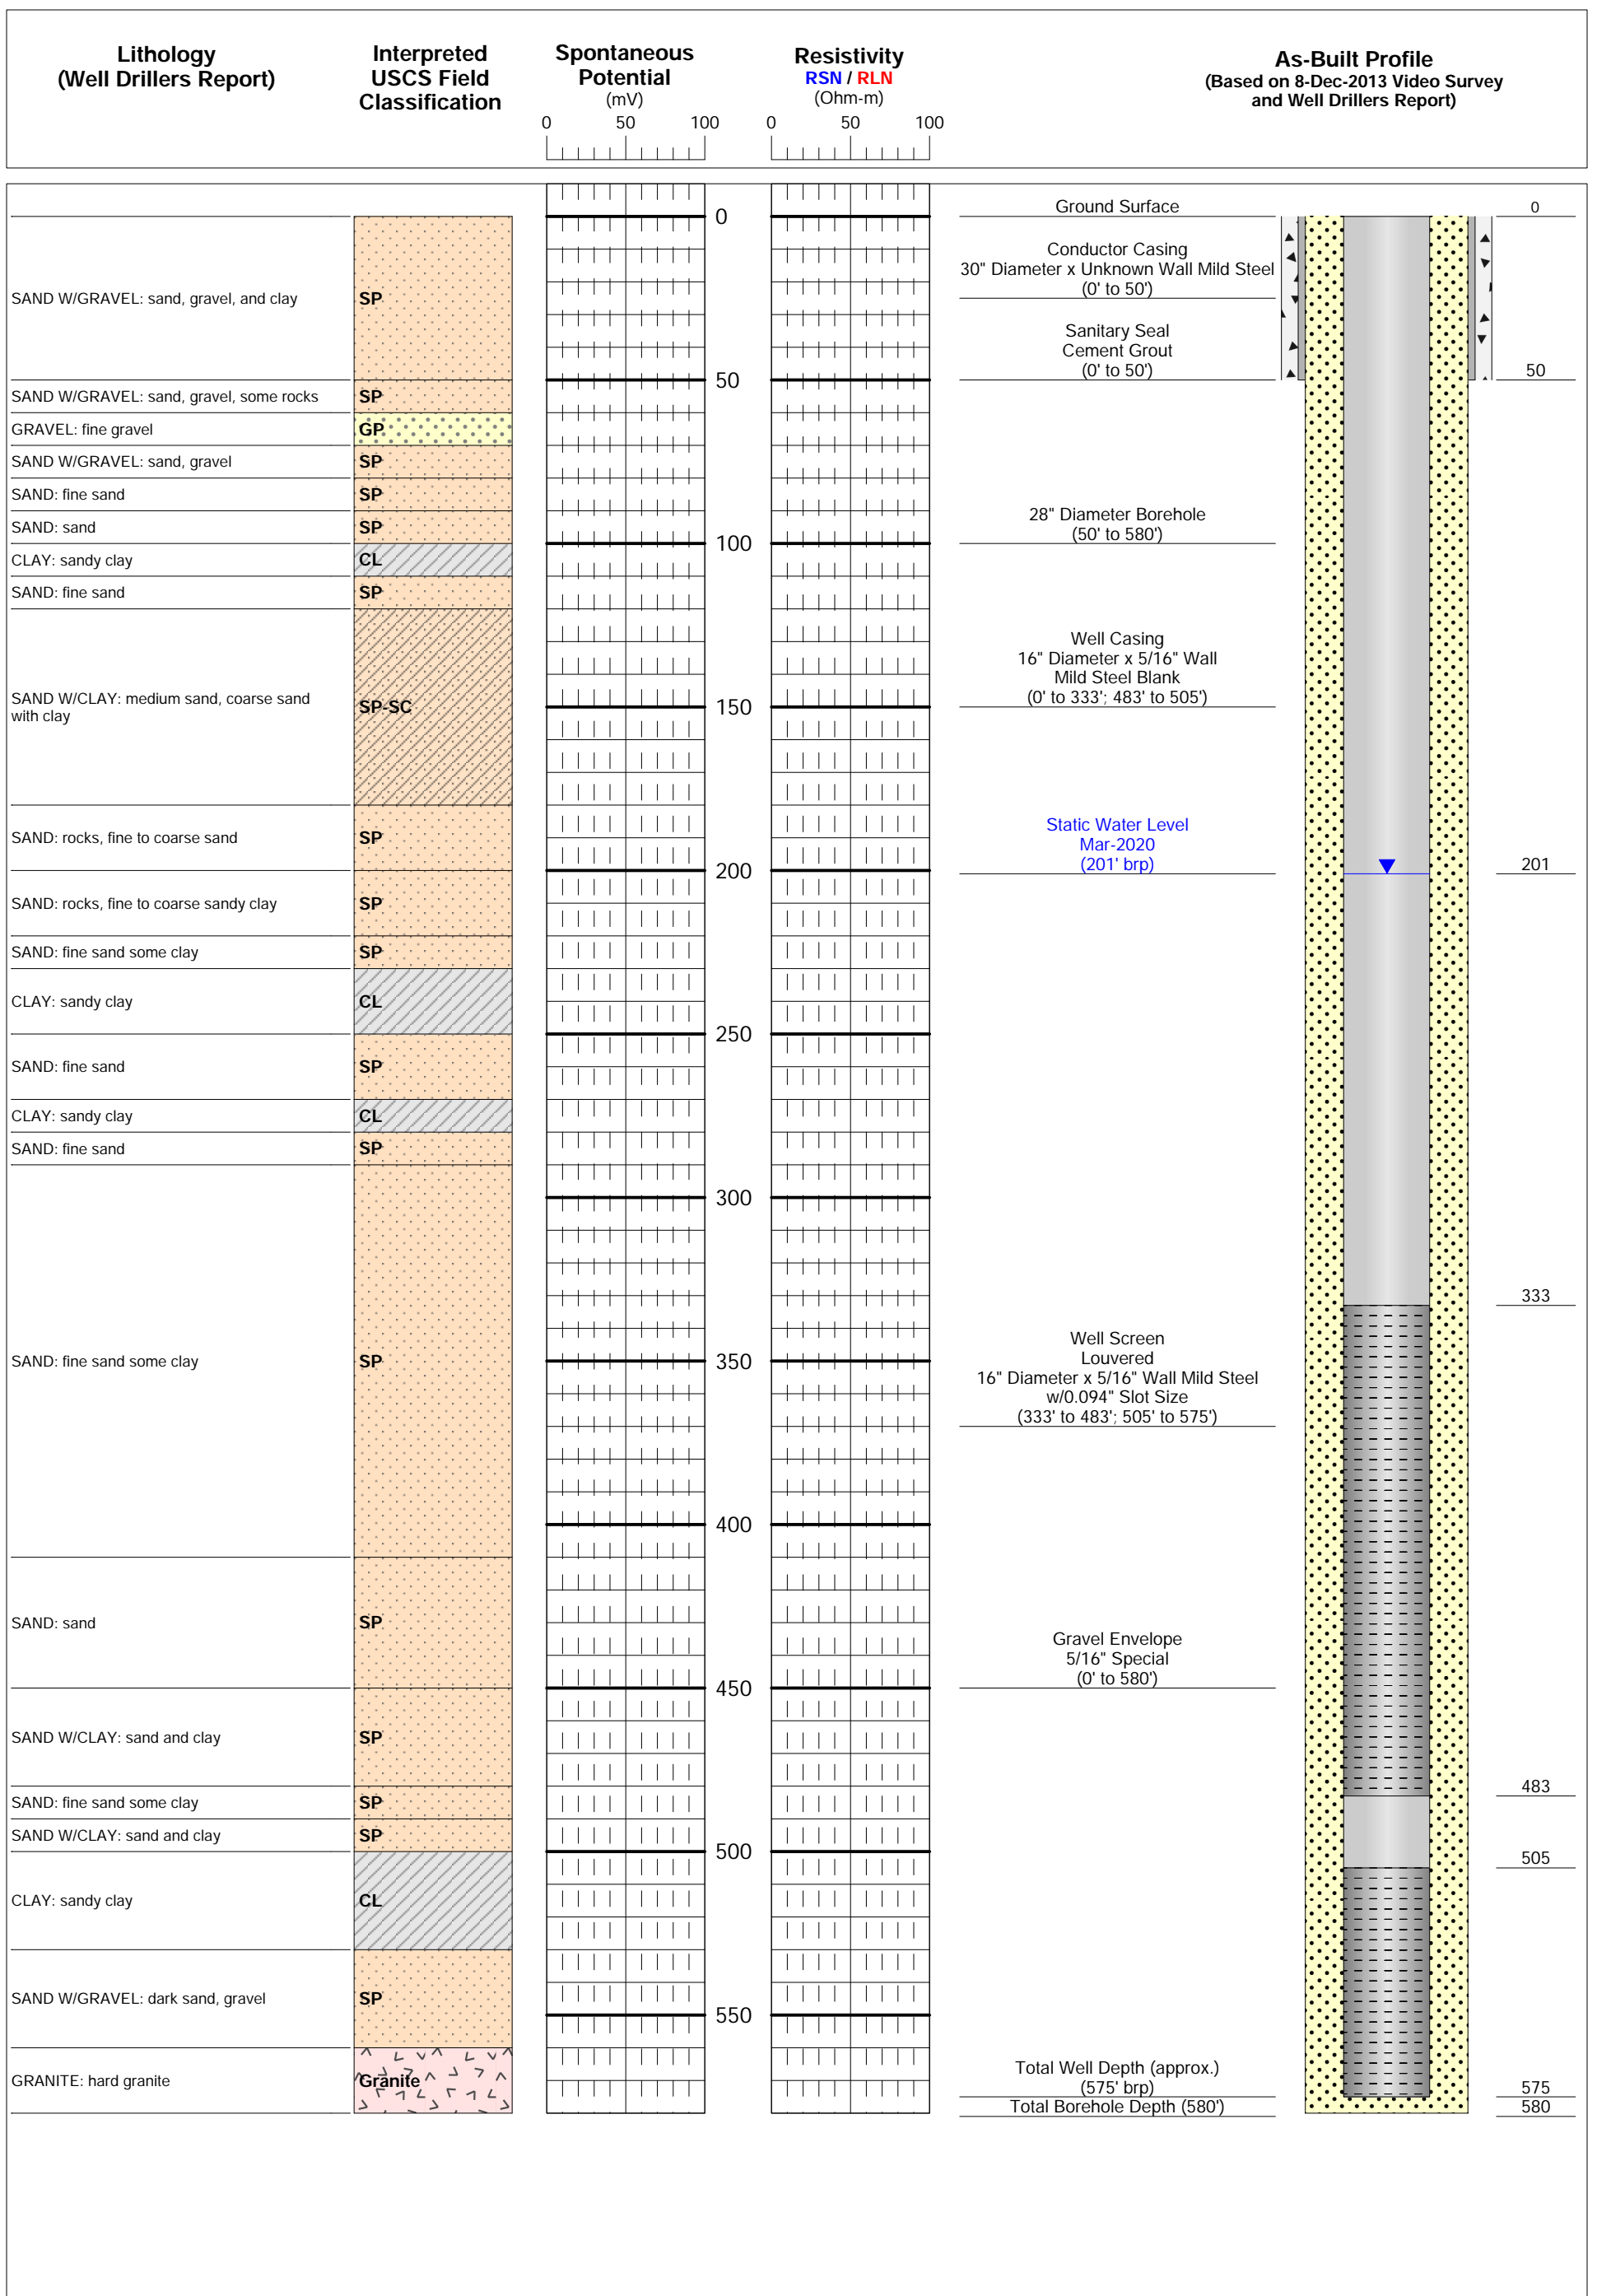 Lithology
(Well Drillers Report)
Interpreted
USCS Field
Classification
Spontaneous
Potential
(mV)
0 50 100
Resistivity
RSN / RLN
(Ohm-m)
0 50 100
As-Built Profile
(Based on 8-Dec-2013 Video Survey
and Well Drillers Report)
SAND W/GRAVEL: sand, gravel, and clay
SP
SAND W/GRAVEL: sand, gravel, some rocks
SP
GRAVEL: fine gravel
GP
SAND W/GRAVEL: sand, gravel
SP
SAND: fine sand
SP
SAND: sand
SP
CLAY: sandy clay
CL
SAND: fine sand
SP
SAND W/CLAY: medium sand, coarse sand
with clay
SP-SC
SAND: rocks, fine to coarse sand
SP
SAND: rocks, fine to coarse sandy clay
SP
SAND: fine sand some clay
SP
CLAY: sandy clay
CL
SAND: fine sand
SP
CLAY: sandy clay
CL
SAND: fine sand
SP
SAND: fine sand some clay
SP
SAND: sand
SP
SAND W/CLAY: sand and clay
SP
SAND: fine sand some clay
SP
SAND W/CLAY: sand and clay
SP
CLAY: sandy clay
CL
SAND W/GRAVEL: dark sand, gravel
SP
GRANITE: hard granite
Granite
0
50
100
150
200
250
300
350
400
450
500
550
Ground Surface
Conductor Casing
30" Diameter x Unknown Wall Mild Steel
(0' to 50')
Sanitary Seal
Cement Grout
(0' to 50')
28" Diameter Borehole
(50' to 580')
Well Casing
16" Diameter x 5/16" Wall
Mild Steel Blank
(0' to 333'; 483' to 505')
Static Water Level
Mar-2020
(201' brp)
Well Screen
Louvered
16" Diameter x 5/16" Wall Mild Steel
w/0.094" Slot Size
(333' to 483'; 505' to 575')
Gravel Envelope
5/16" Special
(0' to 580')
Total Well Depth (approx.)
(575' brp)
Total Borehole Depth (580')
0
50
201
333
483
505
575
580